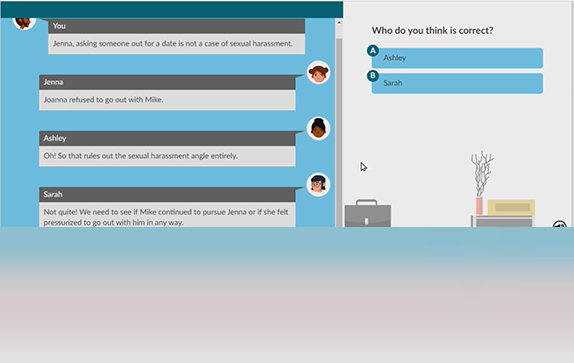 You
Jenna, asking someone out for a date is not a case of sexual harassment.
Jenna
Joanna refused to go out with Mike.
Ashley
Oh! So that rules out the sexual harassment angle entirely.
Sarah
Not quite! We need to see if Mike continued to pursue Jenna or if she felt
pressurized to go out with him in any way.
Who do you think is correct?
A
Ashley
B
Sarah